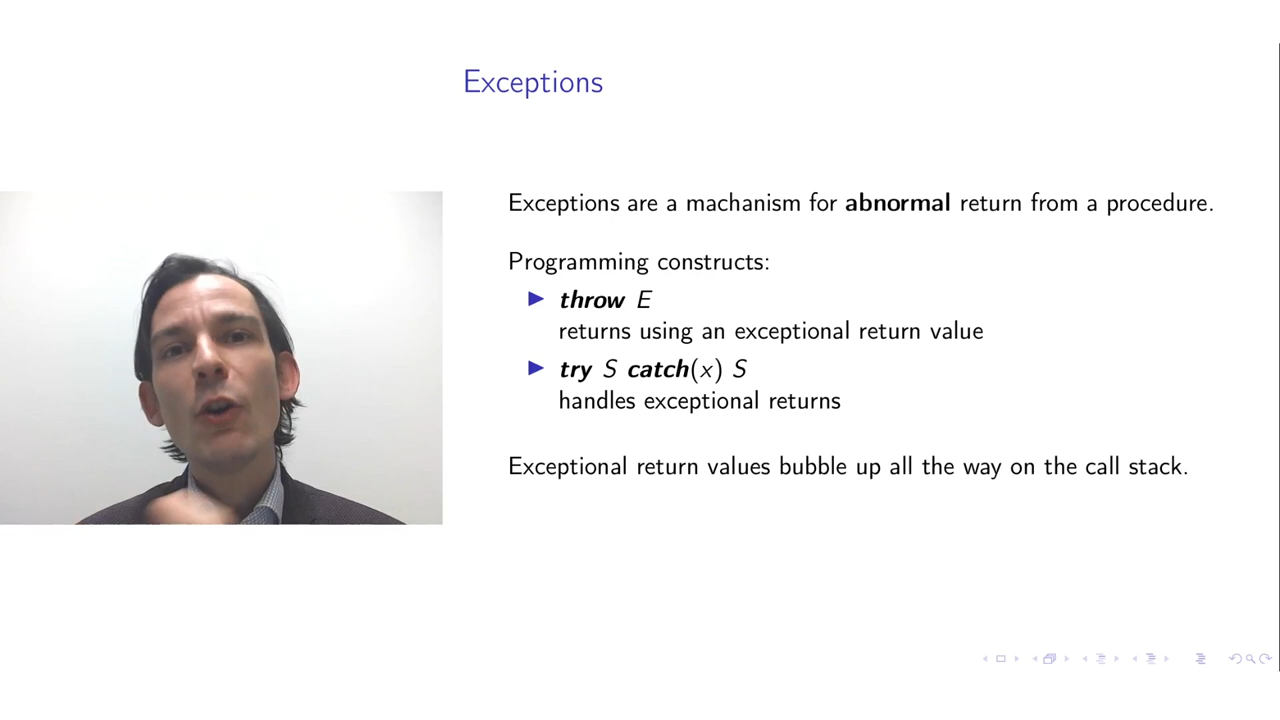 Exceptions
Exceptions are a machanism for abnormal return from a procedure.
Programming constructs:
throw E
returns using an exceptional return value
try S catch(x) S
handles exceptional returns
Exceptional return values bubble up all the way on the call stack.